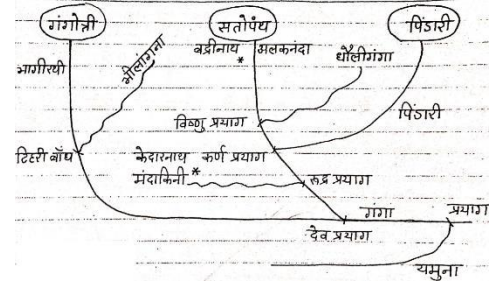 गंगोत्री सतोपंथ पिंडारी
बद्रीनाथ अलकनंदा
भागीरथी भीलांगना धौलीगंगा
विष्णु प्रयाग पिंडारी
टिहरी बाँध केदारनाथ कर्ण प्रयाग
मंदाकिनी रुद्र प्रयाग
गंगा प्रयाग
देव प्रयाग
यमुना